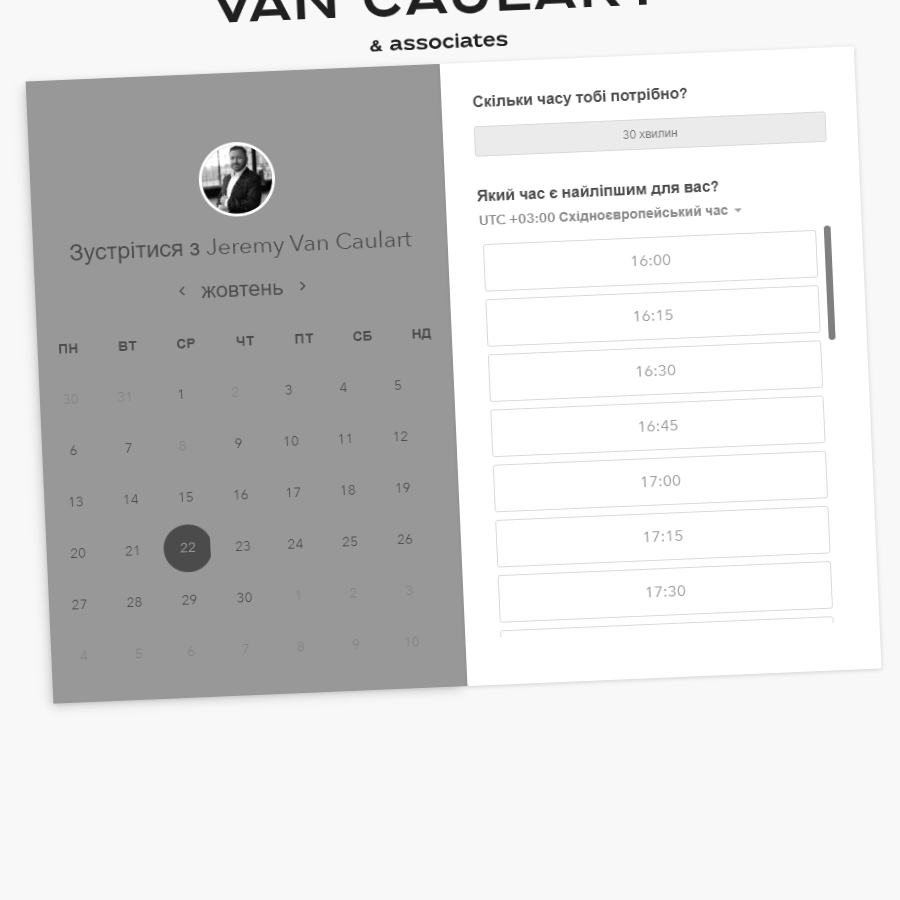 VAN CAULART
& associates
Зустрітися з Jeremy Van Caulart
жовтень
ПН ВТ СР ЧТ ПТ СБ НД
30 31 1 2 3 4 5
6 7 8 9 10 11 12
13 14 15 16 17 18 19
20 21 22 23 24 25 26
27 28 29 30 1 2 3
4 5 6 7 8 9 10
Скільки часу тобі потрібно?
30 хвилин
Який час є найліпшим для вас?
UTC +03:00 Східноєвропейський час
16:00
16:15
16:30
16:45
17:00
17:15
17:30